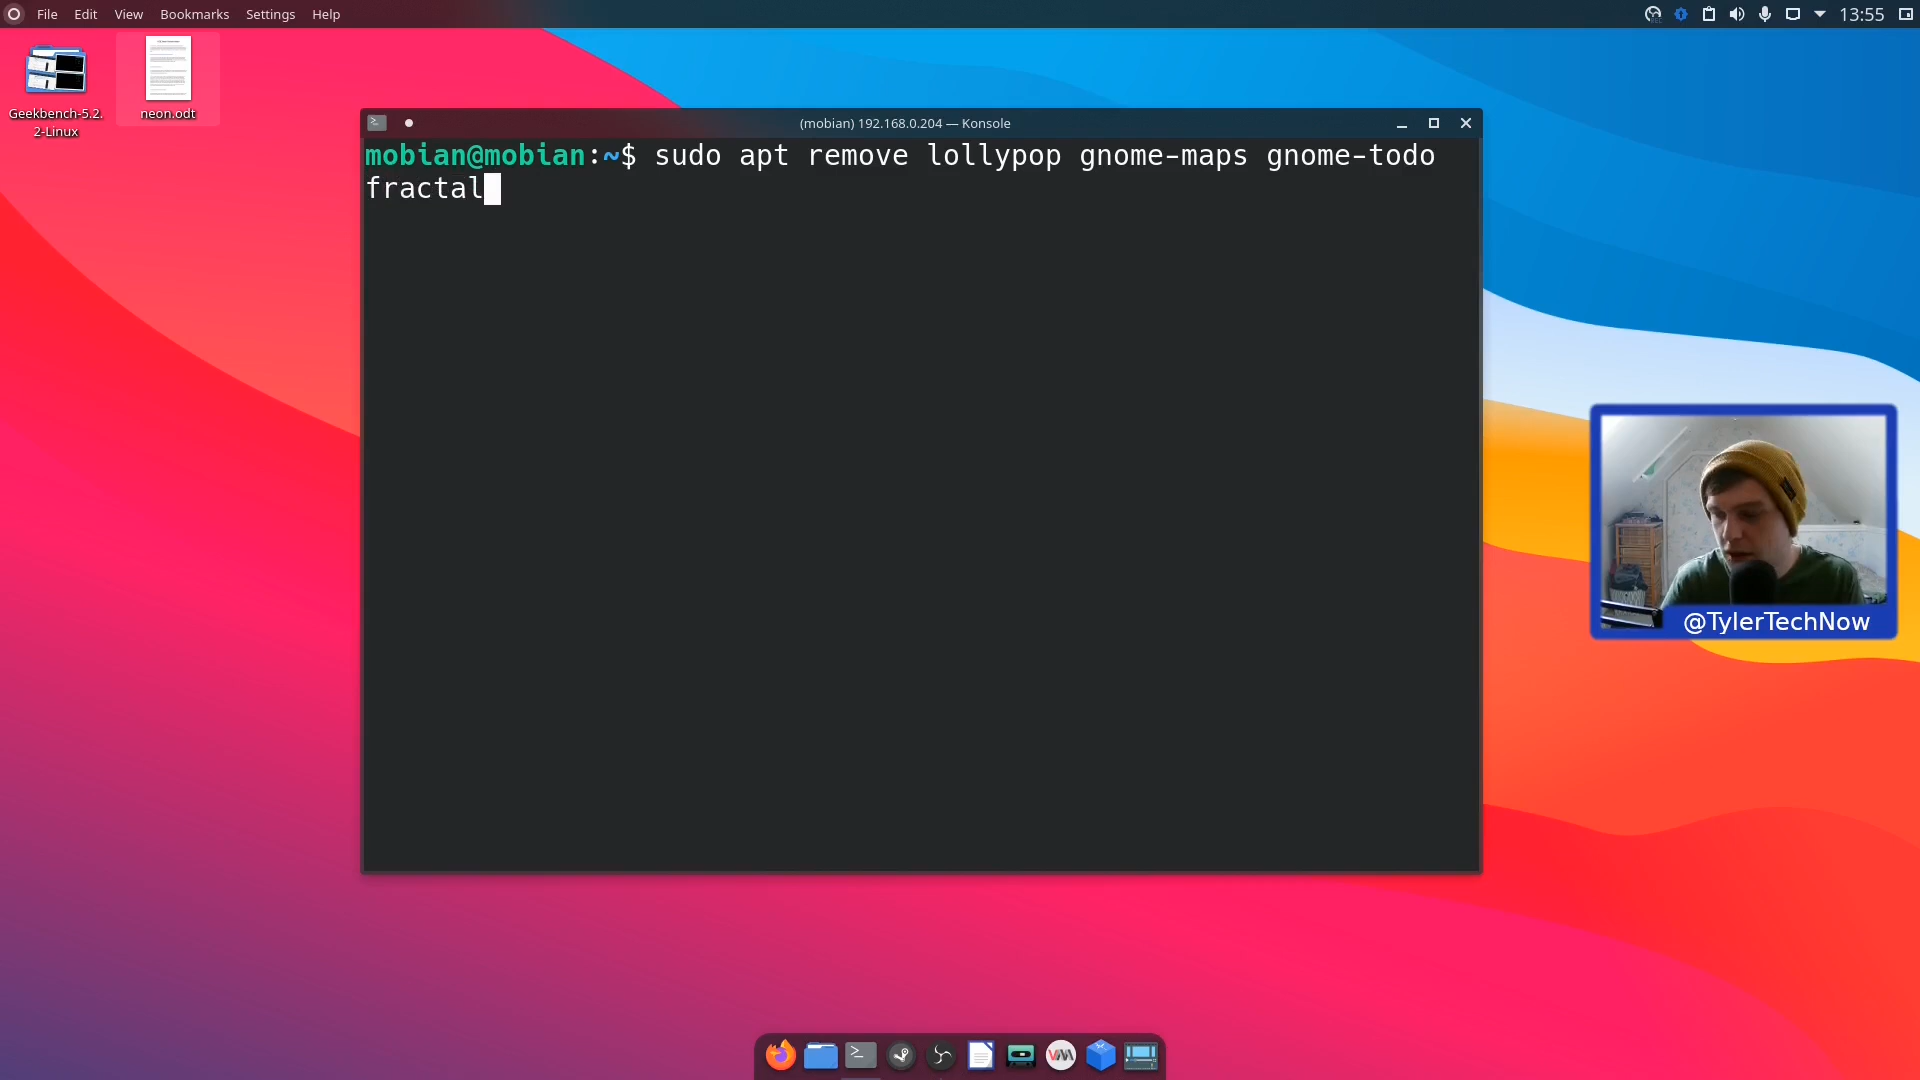 File Edit View Bookmarks Settings Help
13:55
Geekbench-5.2.
2-Linux
neon.odt
(mobian) 192.168.0.204 — Konsole
mobian@mobian:~$ sudo apt remove lollypop gnome-maps gnome-todo
fractal
@TylerTechNow